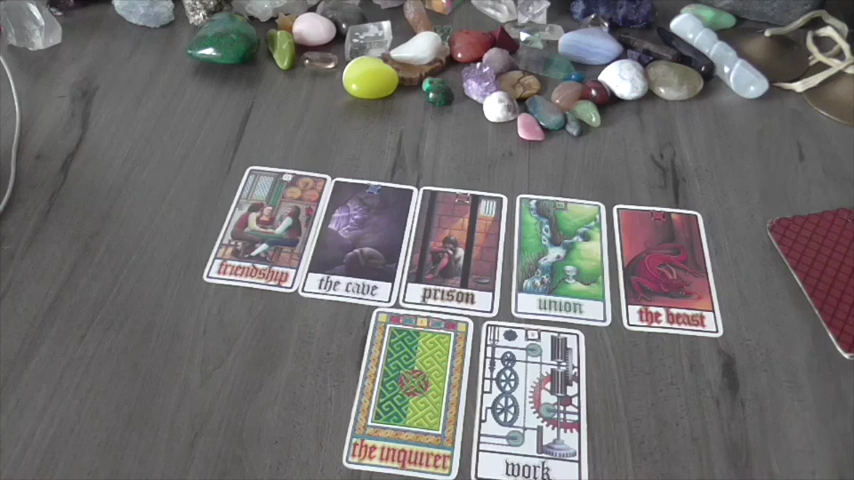 friendship
the cave
prison
union
the beast
the inquirer
work